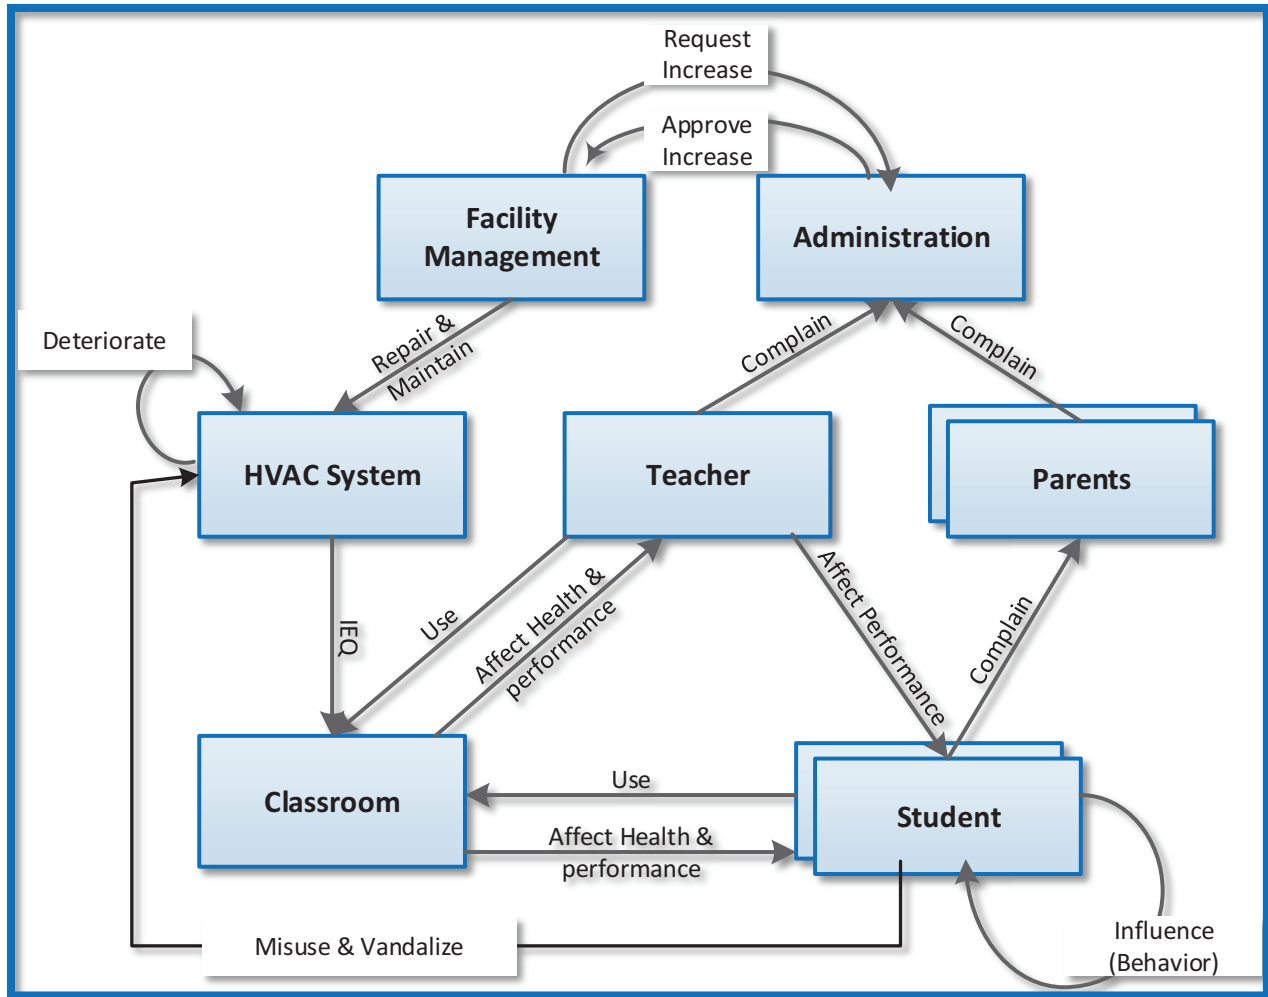 Request
Increase
Approve
Increase
Facility
Management
Administration
Deteriorate
Repair &
Maintain
Complain
Complain
HVAC System
Teacher
Parents
IEQ
Use
Affect Health &
performance
Affect Performance
Complain
Classroom
Use
Student
Affect Health &
performance
Misuse & Vandalize
Influence
(Behavior)